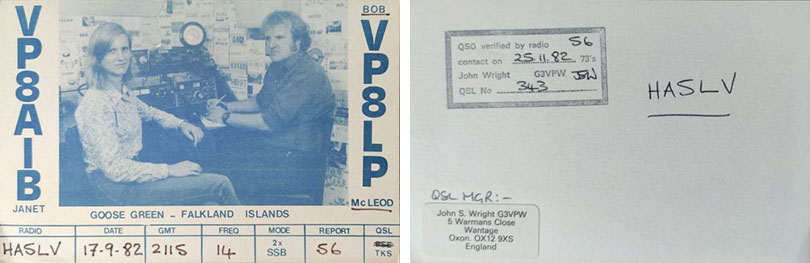 VP8AIB
JANET
BOB
VP8LP
McLEOD
GOOSE GREEN – FALKLAND ISLANDS
RADIO DATE GMT FREQ MODE REPORT QSL
HA5LV 17-9-82 2115 14 2x SSB 56 TKS
QSO verified by radio 56
contact on 25.11.82 73's
John Wright G3VPW JSW
QSL No 343
HA5LV
QSL MGR:-
John S. Wright G3VPW
5 Warmans Close
Wantage
Oxon. OX12 9XS
England